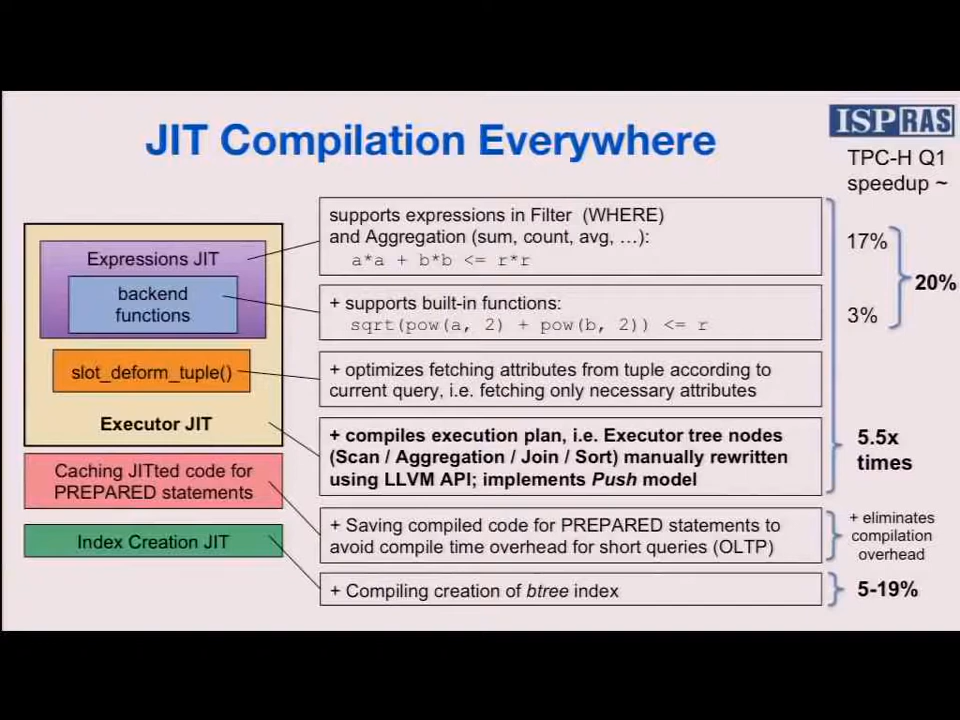 JIT Compilation Everywhere
ISPRAS
TPC-H Q1
speedup ~
Expressions JIT
backend
functions
slot_deform_tuple()
Executor JIT
Caching JITted code for
PREPARED statements
Index Creation JIT
supports expressions in Filter (WHERE)
and Aggregation (sum, count, avg, …):
a*a + b*b <= r*r
+ supports built-in functions:
sqrt(pow(a, 2) + pow(b, 2)) <= r
+ optimizes fetching attributes from tuple according to
current query, i.e. fetching only necessary attributes
+ compiles execution plan, i.e. Executor tree nodes
(Scan / Aggregation / Join / Sort) manually rewritten
using LLVM API; implements Push model
+ Saving compiled code for PREPARED statements to
avoid compile time overhead for short queries (OLTP)
+ Compiling creation of btree index
17%
3%
20%
5.5x
times
+ eliminates
compilation
overhead
5-19%